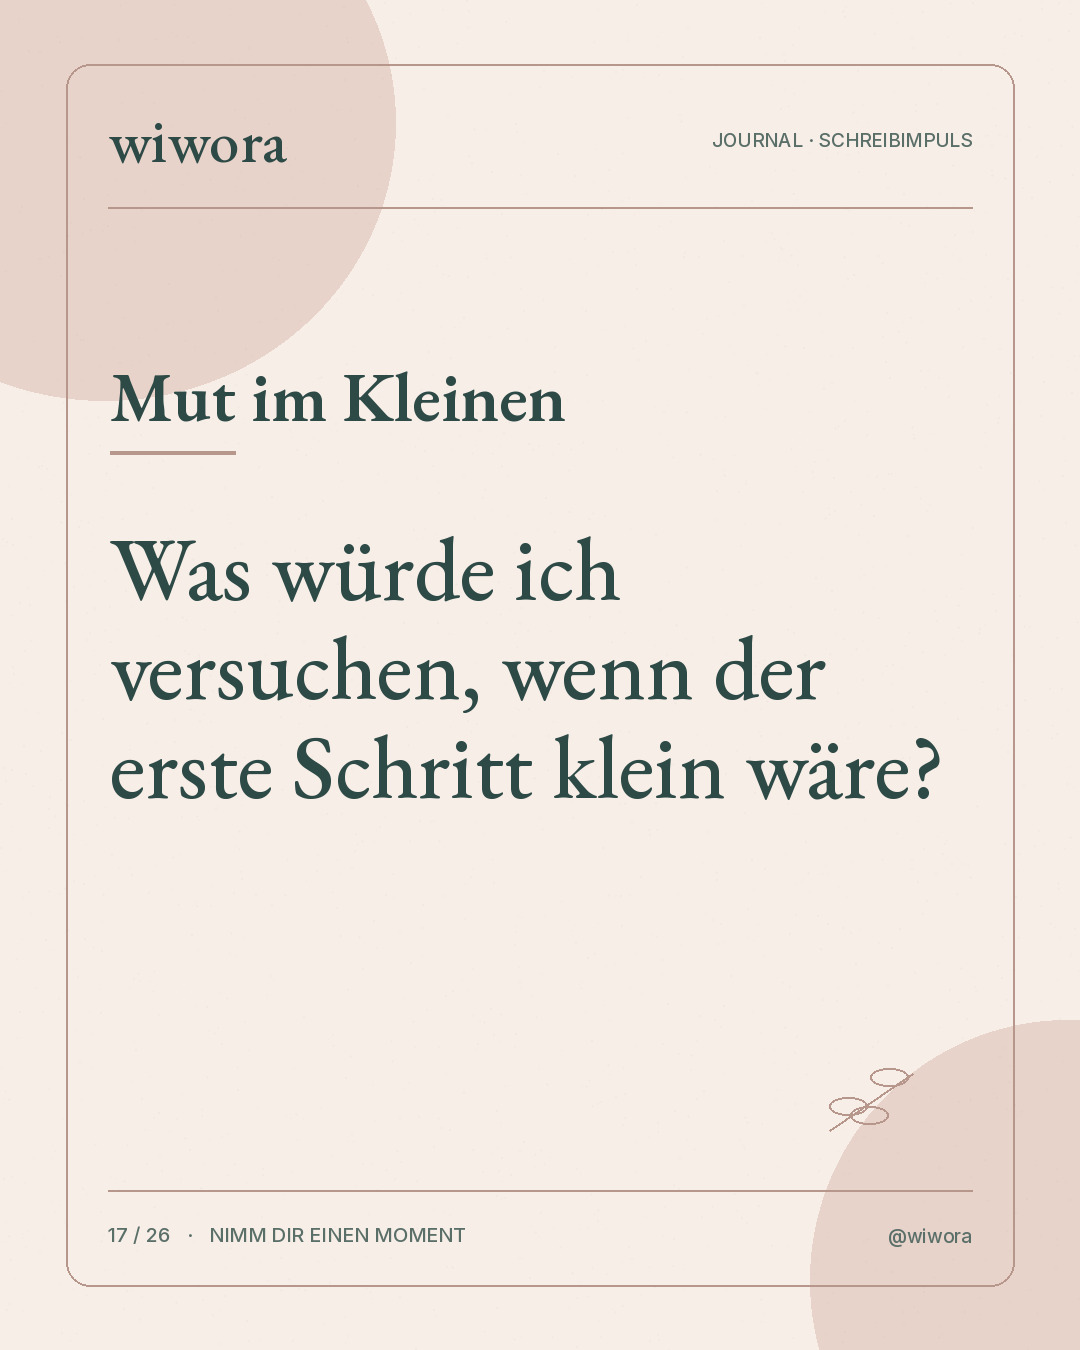 wiwora
JOURNAL · SCHREIBIMPULS
Mut im Kleinen
Was würde ich
versuchen, wenn der
erste Schritt klein wäre?
17 / 26 · NIMM DIR EINEN MOMENT
@wiwora